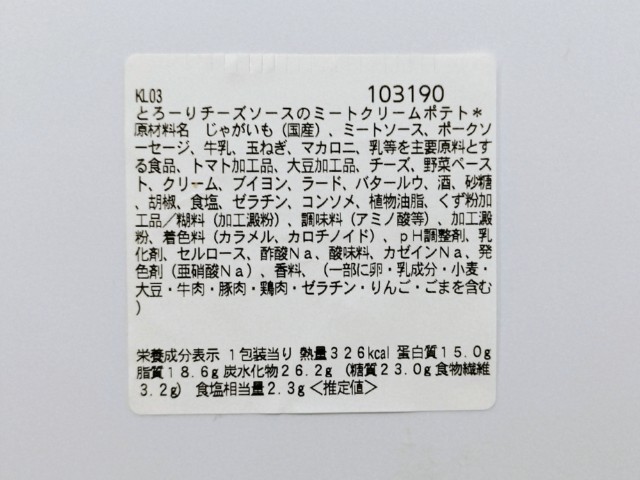 KL03 103190
とろーりチーズソースのミートクリームポテト＊
原材料名　じゃがいも（国産）、ミートソース、ポークソ
ーセージ、牛乳、玉ねぎ、マカロニ、乳等を主要原料とす
る食品、トマト加工品、大豆加工品、チーズ、野菜ペース
ト、クリーム、ブイヨン、ラード、バタールウ、酒、砂糖
、胡椒、食塩、ゼラチン、コンソメ、植物油脂、くず粉加
工品／糊料（加工澱粉）、調味料（アミノ酸等）、加工澱
粉、着色料（カラメル、カロチノイド）、ｐＨ調整剤、乳
化剤、セルロース、酢酸Ｎａ、酸味料、カゼインＮａ、発
色剤（亜硝酸Ｎａ）、香料、（一部に卵・乳成分・小麦・
大豆・牛肉・豚肉・鶏肉・ゼラチン・りんご・ごまを含む
）
栄養成分表示　１包装当り　熱量３２６kcal　蛋白質１５.０g
脂質１８.６g 炭水化物２６.２g （糖質２３.０g 食物繊維
３.２g）　食塩相当量２.３g＜推定値＞